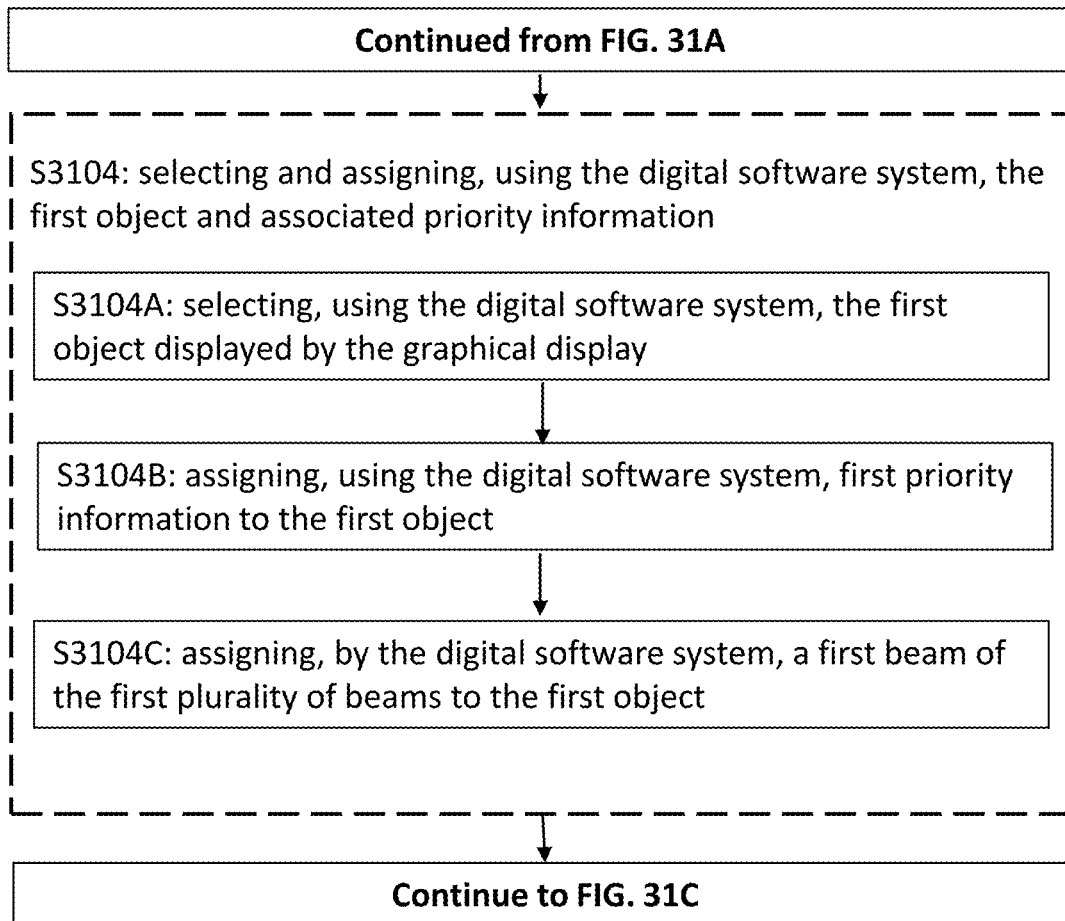 Continued from FIG. 31A
S3104: selecting and assigning, using the digital software system, the
first object and associated priority information
S3104A: selecting, using the digital software system, the first
object displayed by the graphical display
S3104B: assigning, using the digital software system, first priority
information to the first object
S3104C: assigning, by the digital software system, a first beam of
the first plurality of beams to the first object
Continue to FIG. 31C